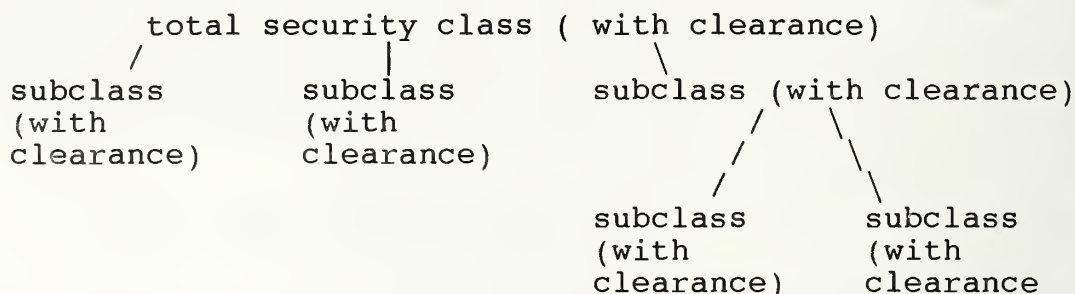 total security class ( with clearance)
subclass subclass subclass (with clearance)
(with (with
clearance) clearance)
subclass subclass
(with (with
clearance) clearance